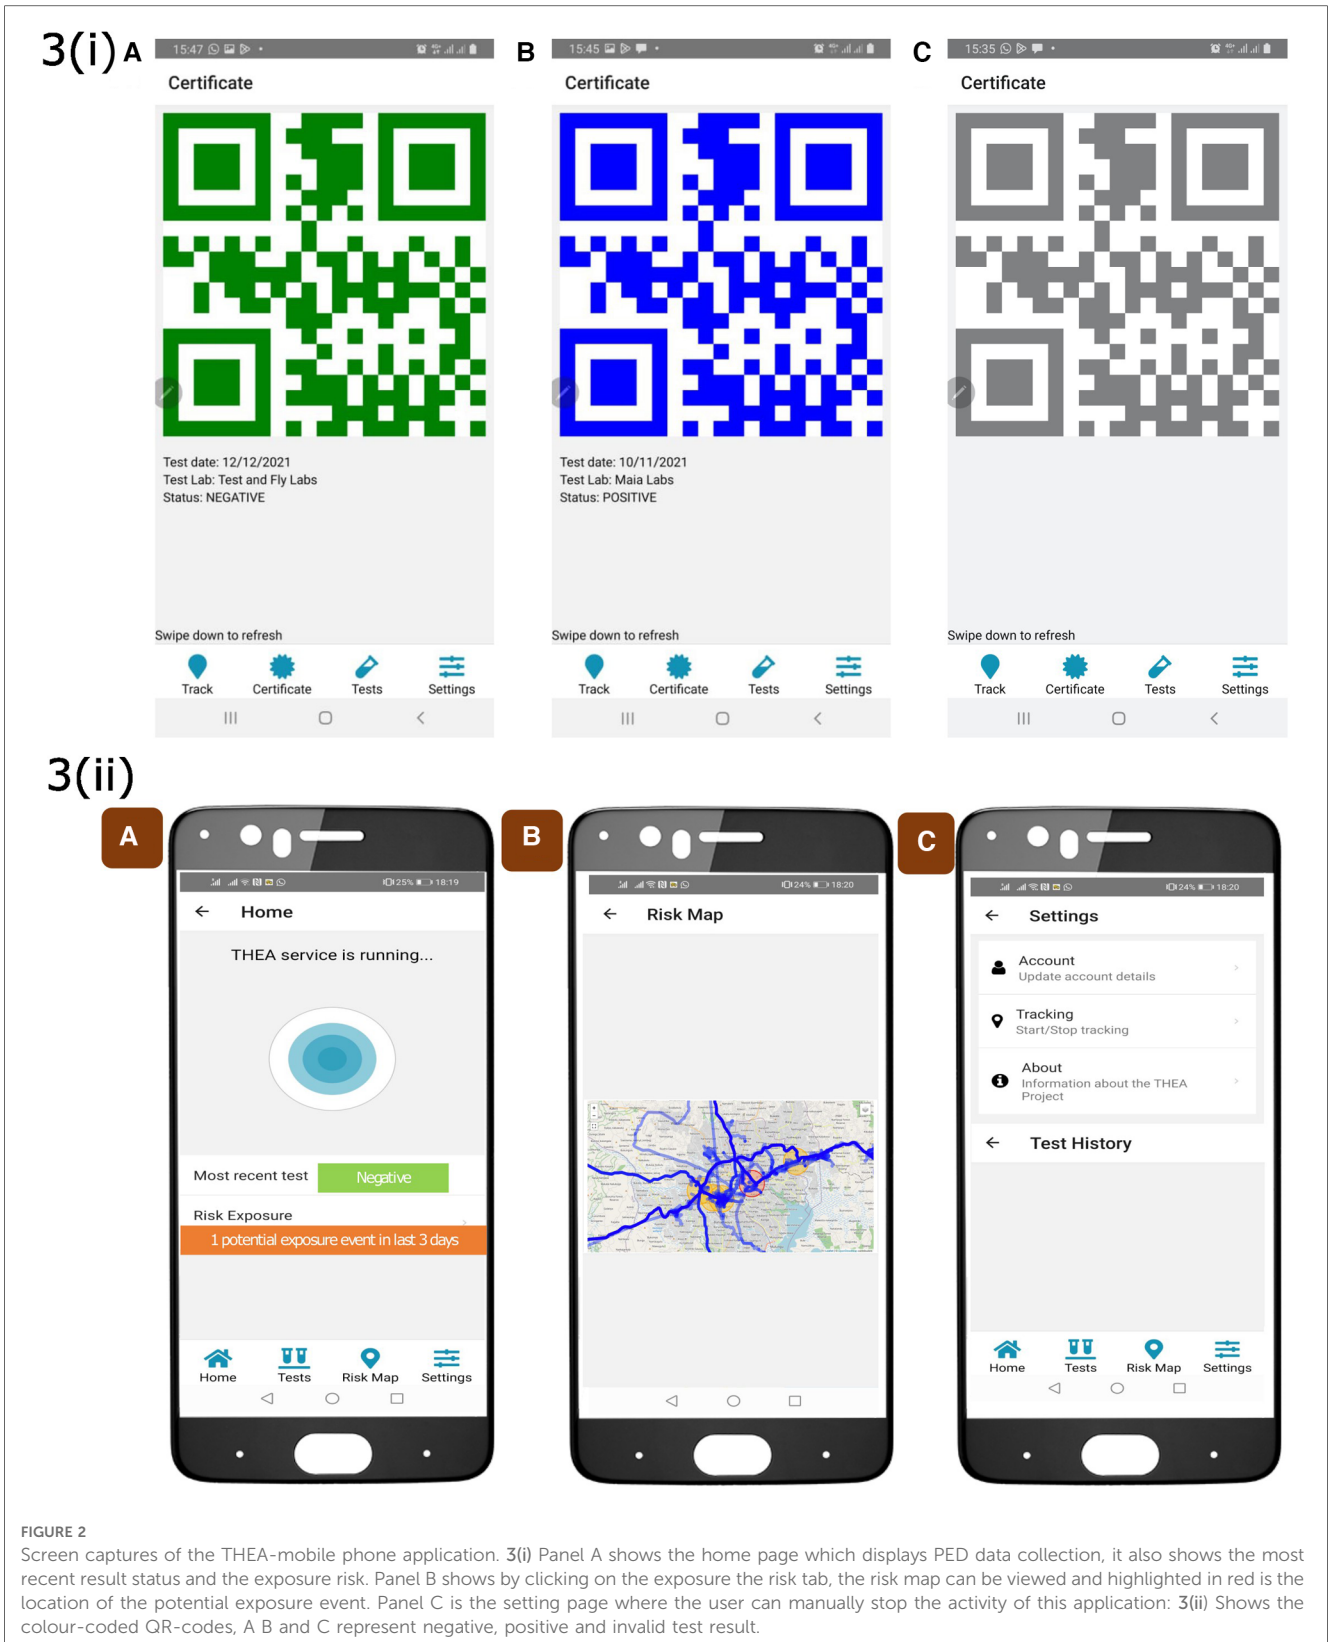 3(i)
A
15:47
Certificate
Test date: 12/12/2021
Test Lab: Test and Fly Labs
Status: NEGATIVE
Swipe down to refresh
Track Certificate Tests Settings
B
15:45
Certificate
Test date: 10/11/2021
Test Lab: Maia Labs
Status: POSITIVE
Swipe down to refresh
Track Certificate Tests Settings
C
15:35
Certificate
Swipe down to refresh
Track Certificate Tests Settings
3(ii)
A
25% 18:19
Home
THEA service is running...
Most recent test Negative
Risk Exposure
1 potential exposure event in last 3 days
Home Tests Risk Map Settings
B
24% 18:20
Risk Map
C
24% 18:20
Settings
Account
Update account details
Tracking
Start/Stop tracking
About
Information about the THEA
Project
Test History
Home Tests Risk Map Settings
FIGURE 2
Screen captures of the THEA-mobile phone application. 3(i) Panel A shows the home page which displays PED data collection, it also shows the most
recent result status and the exposure risk. Panel B shows by clicking on the exposure the risk tab, the risk map can be viewed and highlighted in red is the
location of the potential exposure event. Panel C is the setting page where the user can manually stop the activity of this application: 3(ii) Shows the
colour-coded QR-codes, A B and C represent negative, positive and invalid test result.